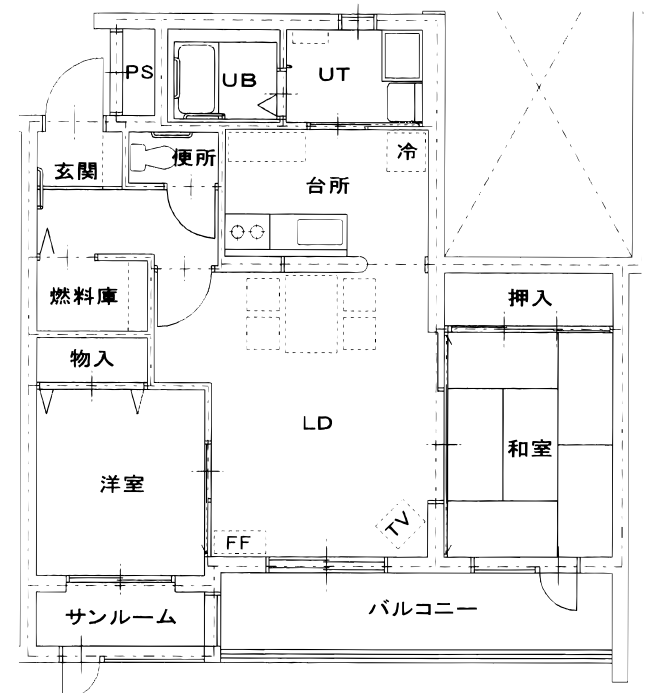 PS
UB
UT
玄関
便所
台所
冷
燃料庫
押入
物入
LD
和室
洋室
TV
FF
サンルーム
バルコニー